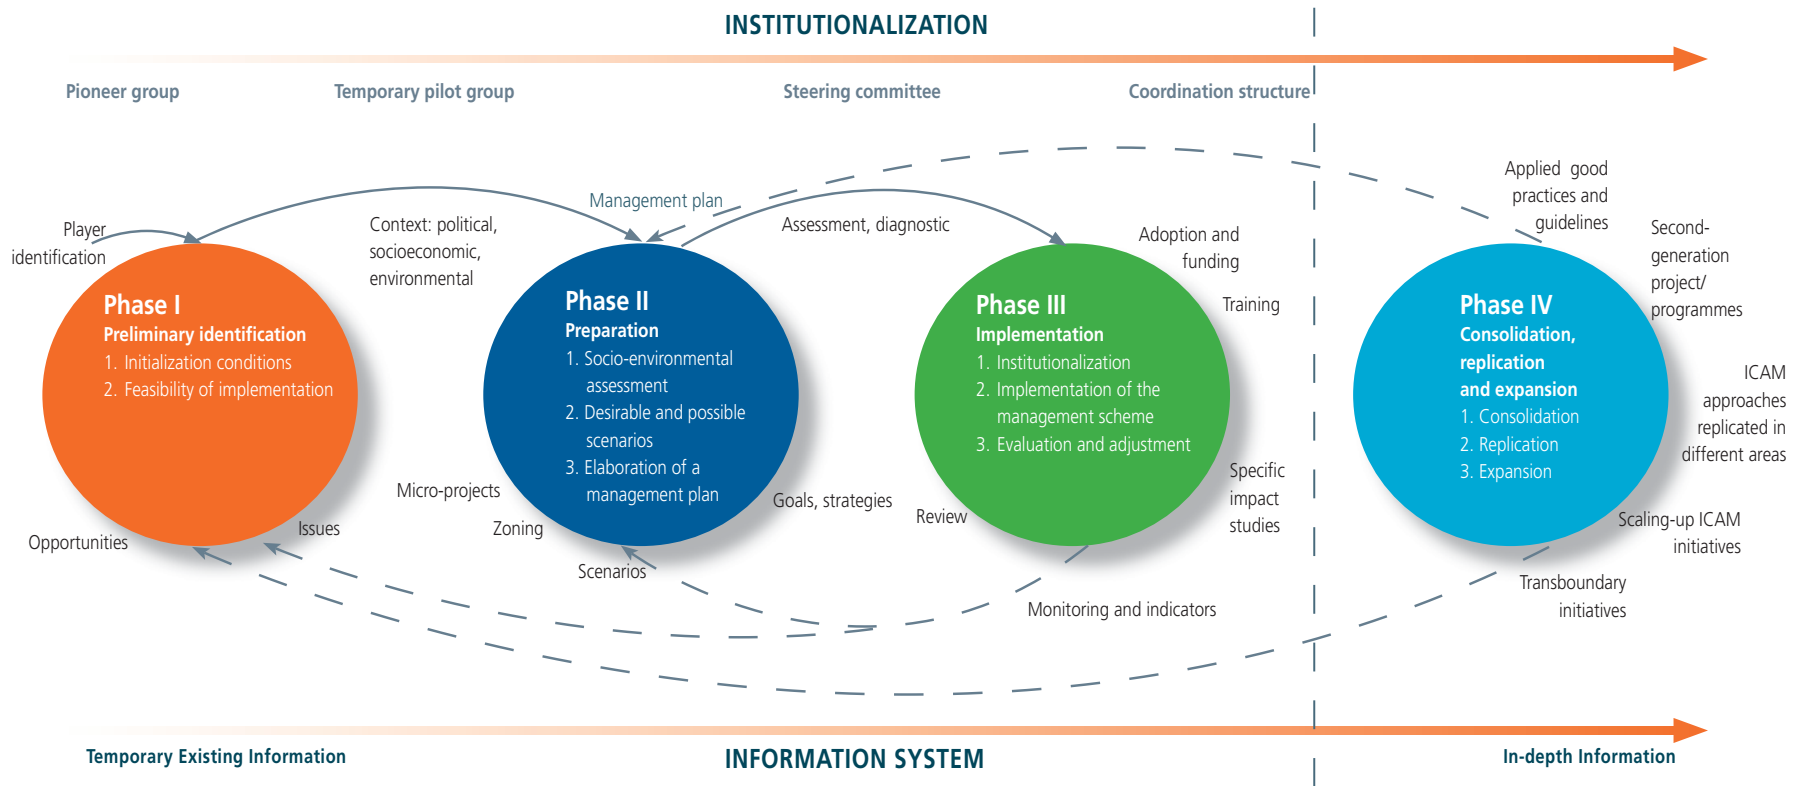 INSTITUTIONALIZATION
Pioneer group
Temporary pilot group
Steering committee
Coordination structure
Player
identification
Context: political,
socioeconomic,
environmental
Management plan
Assessment, diagnostic
Adoption and
funding
Training
Applied good
practices and
guidelines
Second-
generation
project/
programmes
ICAM
approaches
replicated in
different areas
Phase I
Preliminary identification
1. Initialization conditions
2. Feasibility of implementation
Phase II
Preparation
1. Socio-environmental
assessment
2. Desirable and possible
scenarios
3. Elaboration of a
management plan
Phase III
Implementation
1. Institutionalization
2. Implementation of the
management scheme
3. Evaluation and adjustment
Phase IV
Consolidation,
replication
and expansion
1. Consolidation
2. Replication
3. Expansion
Opportunities
Issues
Micro-projects
Zoning
Scenarios
Goals, strategies
Review
Specific
impact
studies
Monitoring and indicators
Scaling-up ICAM
initiatives
Transboundary
initiatives
Temporary Existing Information
INFORMATION SYSTEM
In-depth Information